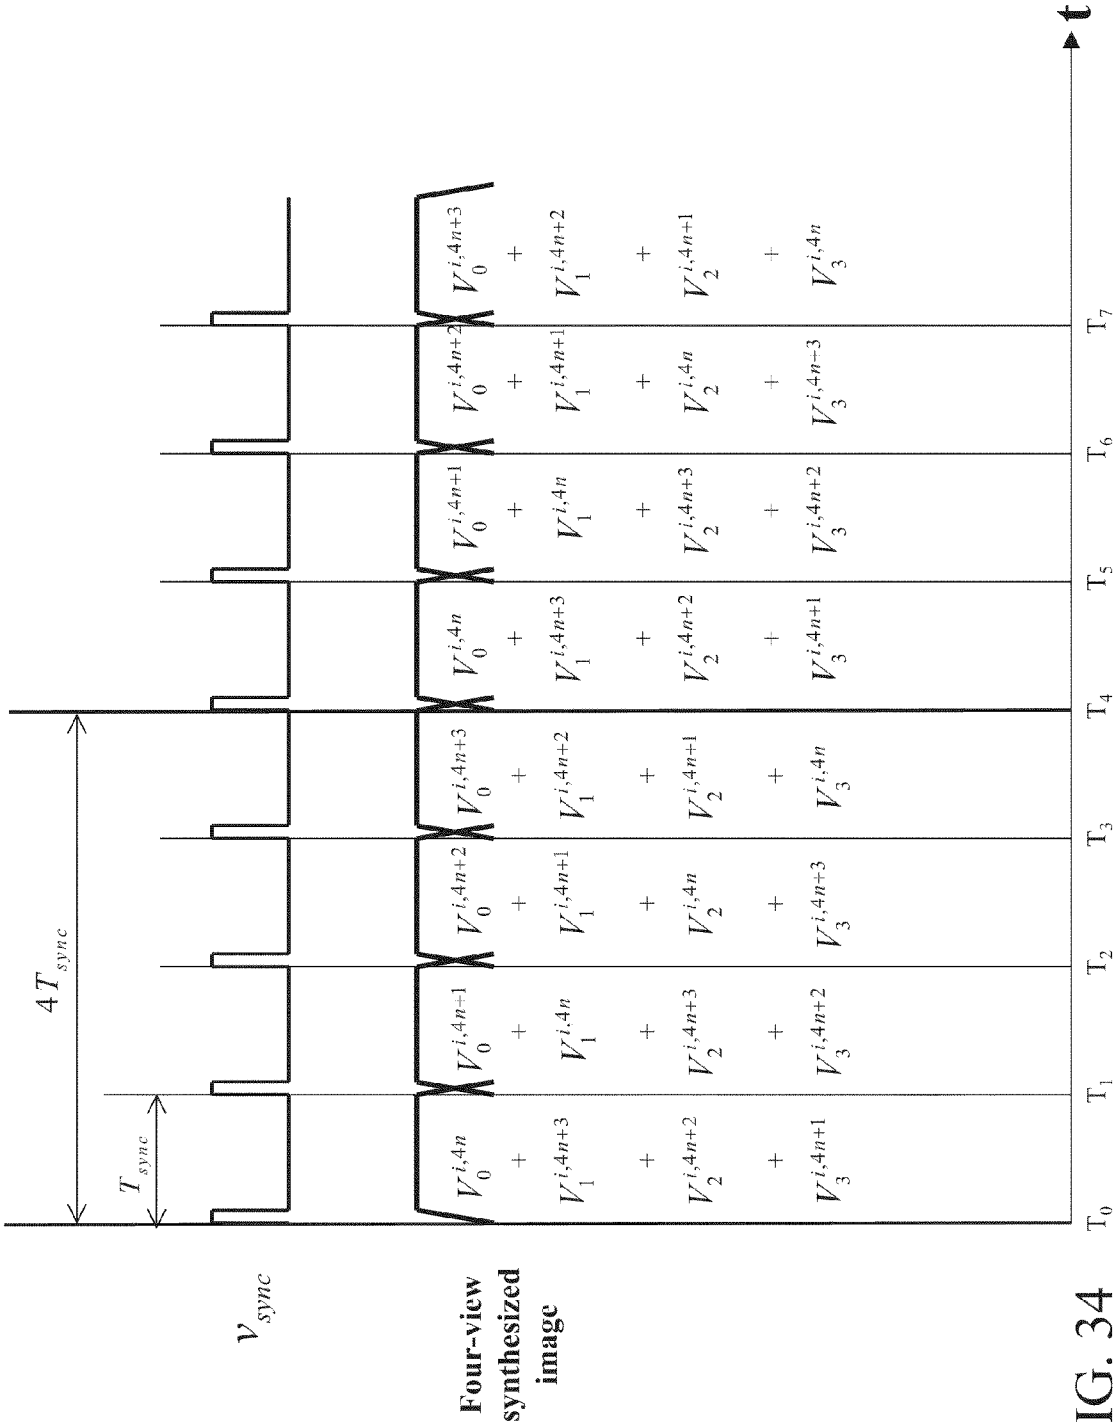 4T_sync
T_sync
v_sync
Four-view
synthesized
image
V_0^{i,4n} V_0^{i,4n+1} V_0^{i,4n+2} V_0^{i,4n+3} V_0^{i,4n} V_0^{i,4n+1} V_0^{i,4n+2} V_0^{i,4n+3}
+ + + + + + + +
V_1^{i,4n+3} V_1^{i,4n} V_1^{i,4n+1} V_1^{i,4n+2} V_1^{i,4n+3} V_1^{i,4n} V_1^{i,4n+1} V_1^{i,4n+2}
+ + + + + + + +
V_2^{i,4n+2} V_2^{i,4n+3} V_2^{i,4n} V_2^{i,4n+1} V_2^{i,4n+2} V_2^{i,4n+3} V_2^{i,4n} V_2^{i,4n+1}
+ + + + + + + +
V_3^{i,4n+1} V_3^{i,4n+2} V_3^{i,4n+3} V_3^{i,4n} V_3^{i,4n+1} V_3^{i,4n+2} V_3^{i,4n+3} V_3^{i,4n}
T_0 T_1 T_2 T_3 T_4 T_5 T_6 T_7 t
IG. 34